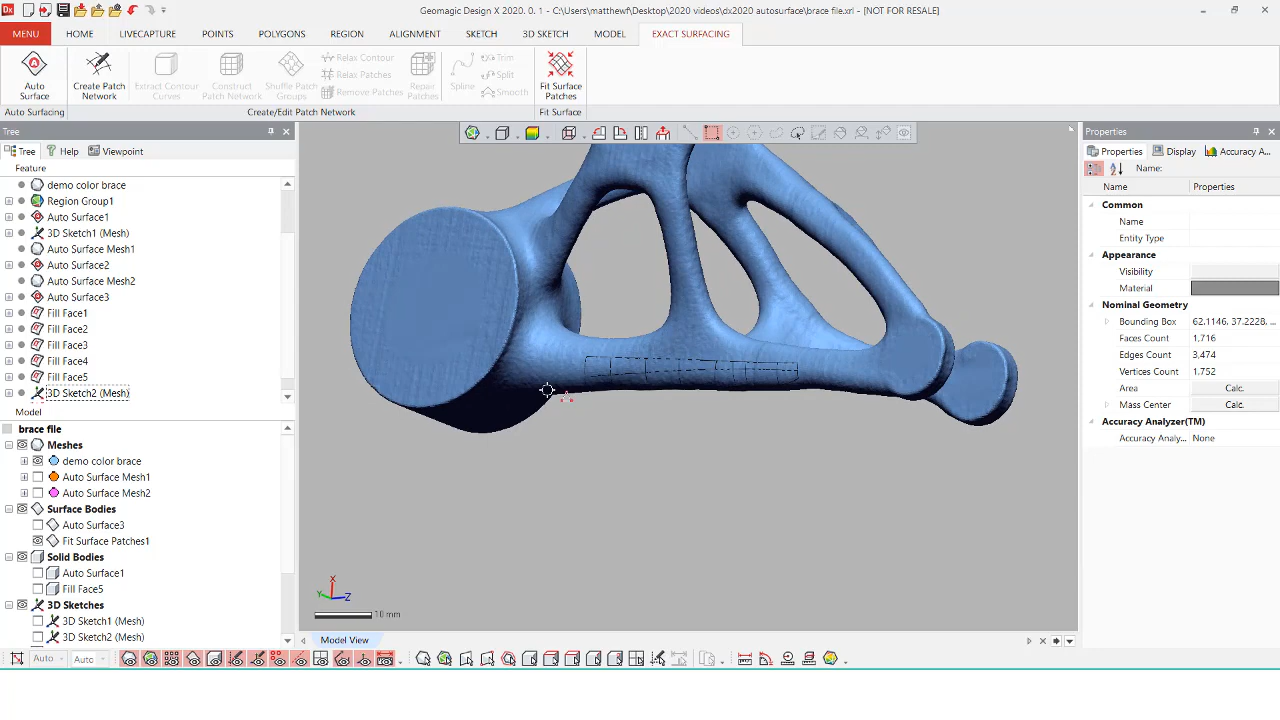 Dx
Geomagic Design X 2020. 0. 1 - C:\Users\matthewf\Desktop\2020 videos\dx2020 autosurface\brace file.xrl - [NOT FOR RESALE]
MENU HOME LIVECAPTURE POINTS POLYGONS REGION ALIGNMENT SKETCH 3D SKETCH MODEL EXACT SURFACING
Auto Surface
Create Patch Network
Extract Contour Curves
Construct Patch Network
Shuffle Patch Groups
Relax Contour
Relax Patches
Remove Patches
Repair Patches
Spline
Trim
Split
Smooth
Fit Surface Patches
Auto Surfacing Create/Edit Patch Network Fit Surface
Tree
Tree Help Viewpoint
Feature
demo color brace
Region Group1
Auto Surface1
3D Sketch1 (Mesh)
Auto Surface Mesh1
Auto Surface2
Auto Surface Mesh2
Auto Surface3
Fill Face1
Fill Face2
Fill Face3
Fill Face4
Fill Face5
3D Sketch2 (Mesh)
Model
brace file
Meshes
demo color brace
Auto Surface Mesh1
Auto Surface Mesh2
Surface Bodies
Auto Surface3
Fit Surface Patches1
Solid Bodies
Auto Surface1
Fill Face5
3D Sketches
3D Sketch1 (Mesh)
3D Sketch2 (Mesh)
X
Y
Z
10 mm
Model View
Auto Auto
Properties
Properties Display Accuracy A...
Name:
Name Properties
Common
Name
Entity Type
Appearance
Visibility
Material
Nominal Geometry
Bounding Box 62.1146, 37.2228,
Faces Count 1,716
Edges Count 3,474
Vertices Count 1.752
Area Calc.
Mass Center Calc.
Accuracy Analyzer(TM)
Accuracy Analy... None